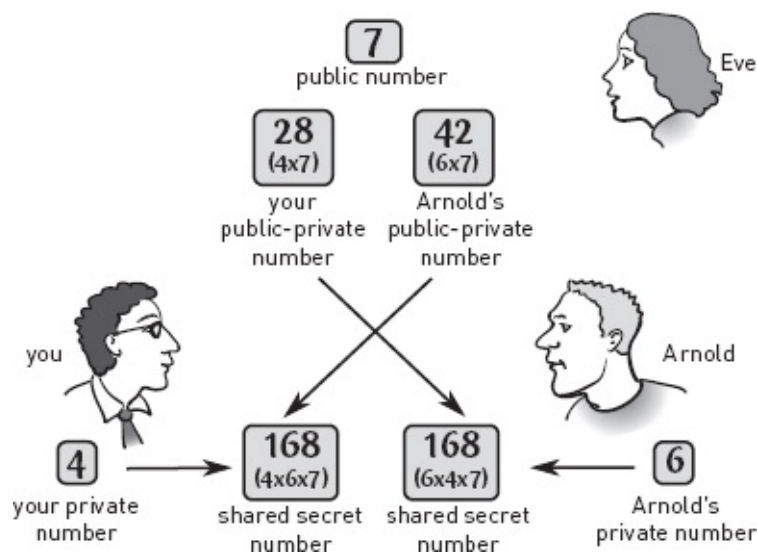 7
public number
Eve
28
(4x7)
42
(6x7)
your
public-private
number
Arnold's
public-private
number
you
Arnold
4
your private
number
168
(4x6x7)
shared secret
number
168
(6x4x7)
shared secret
number
6
Arnold's
private number